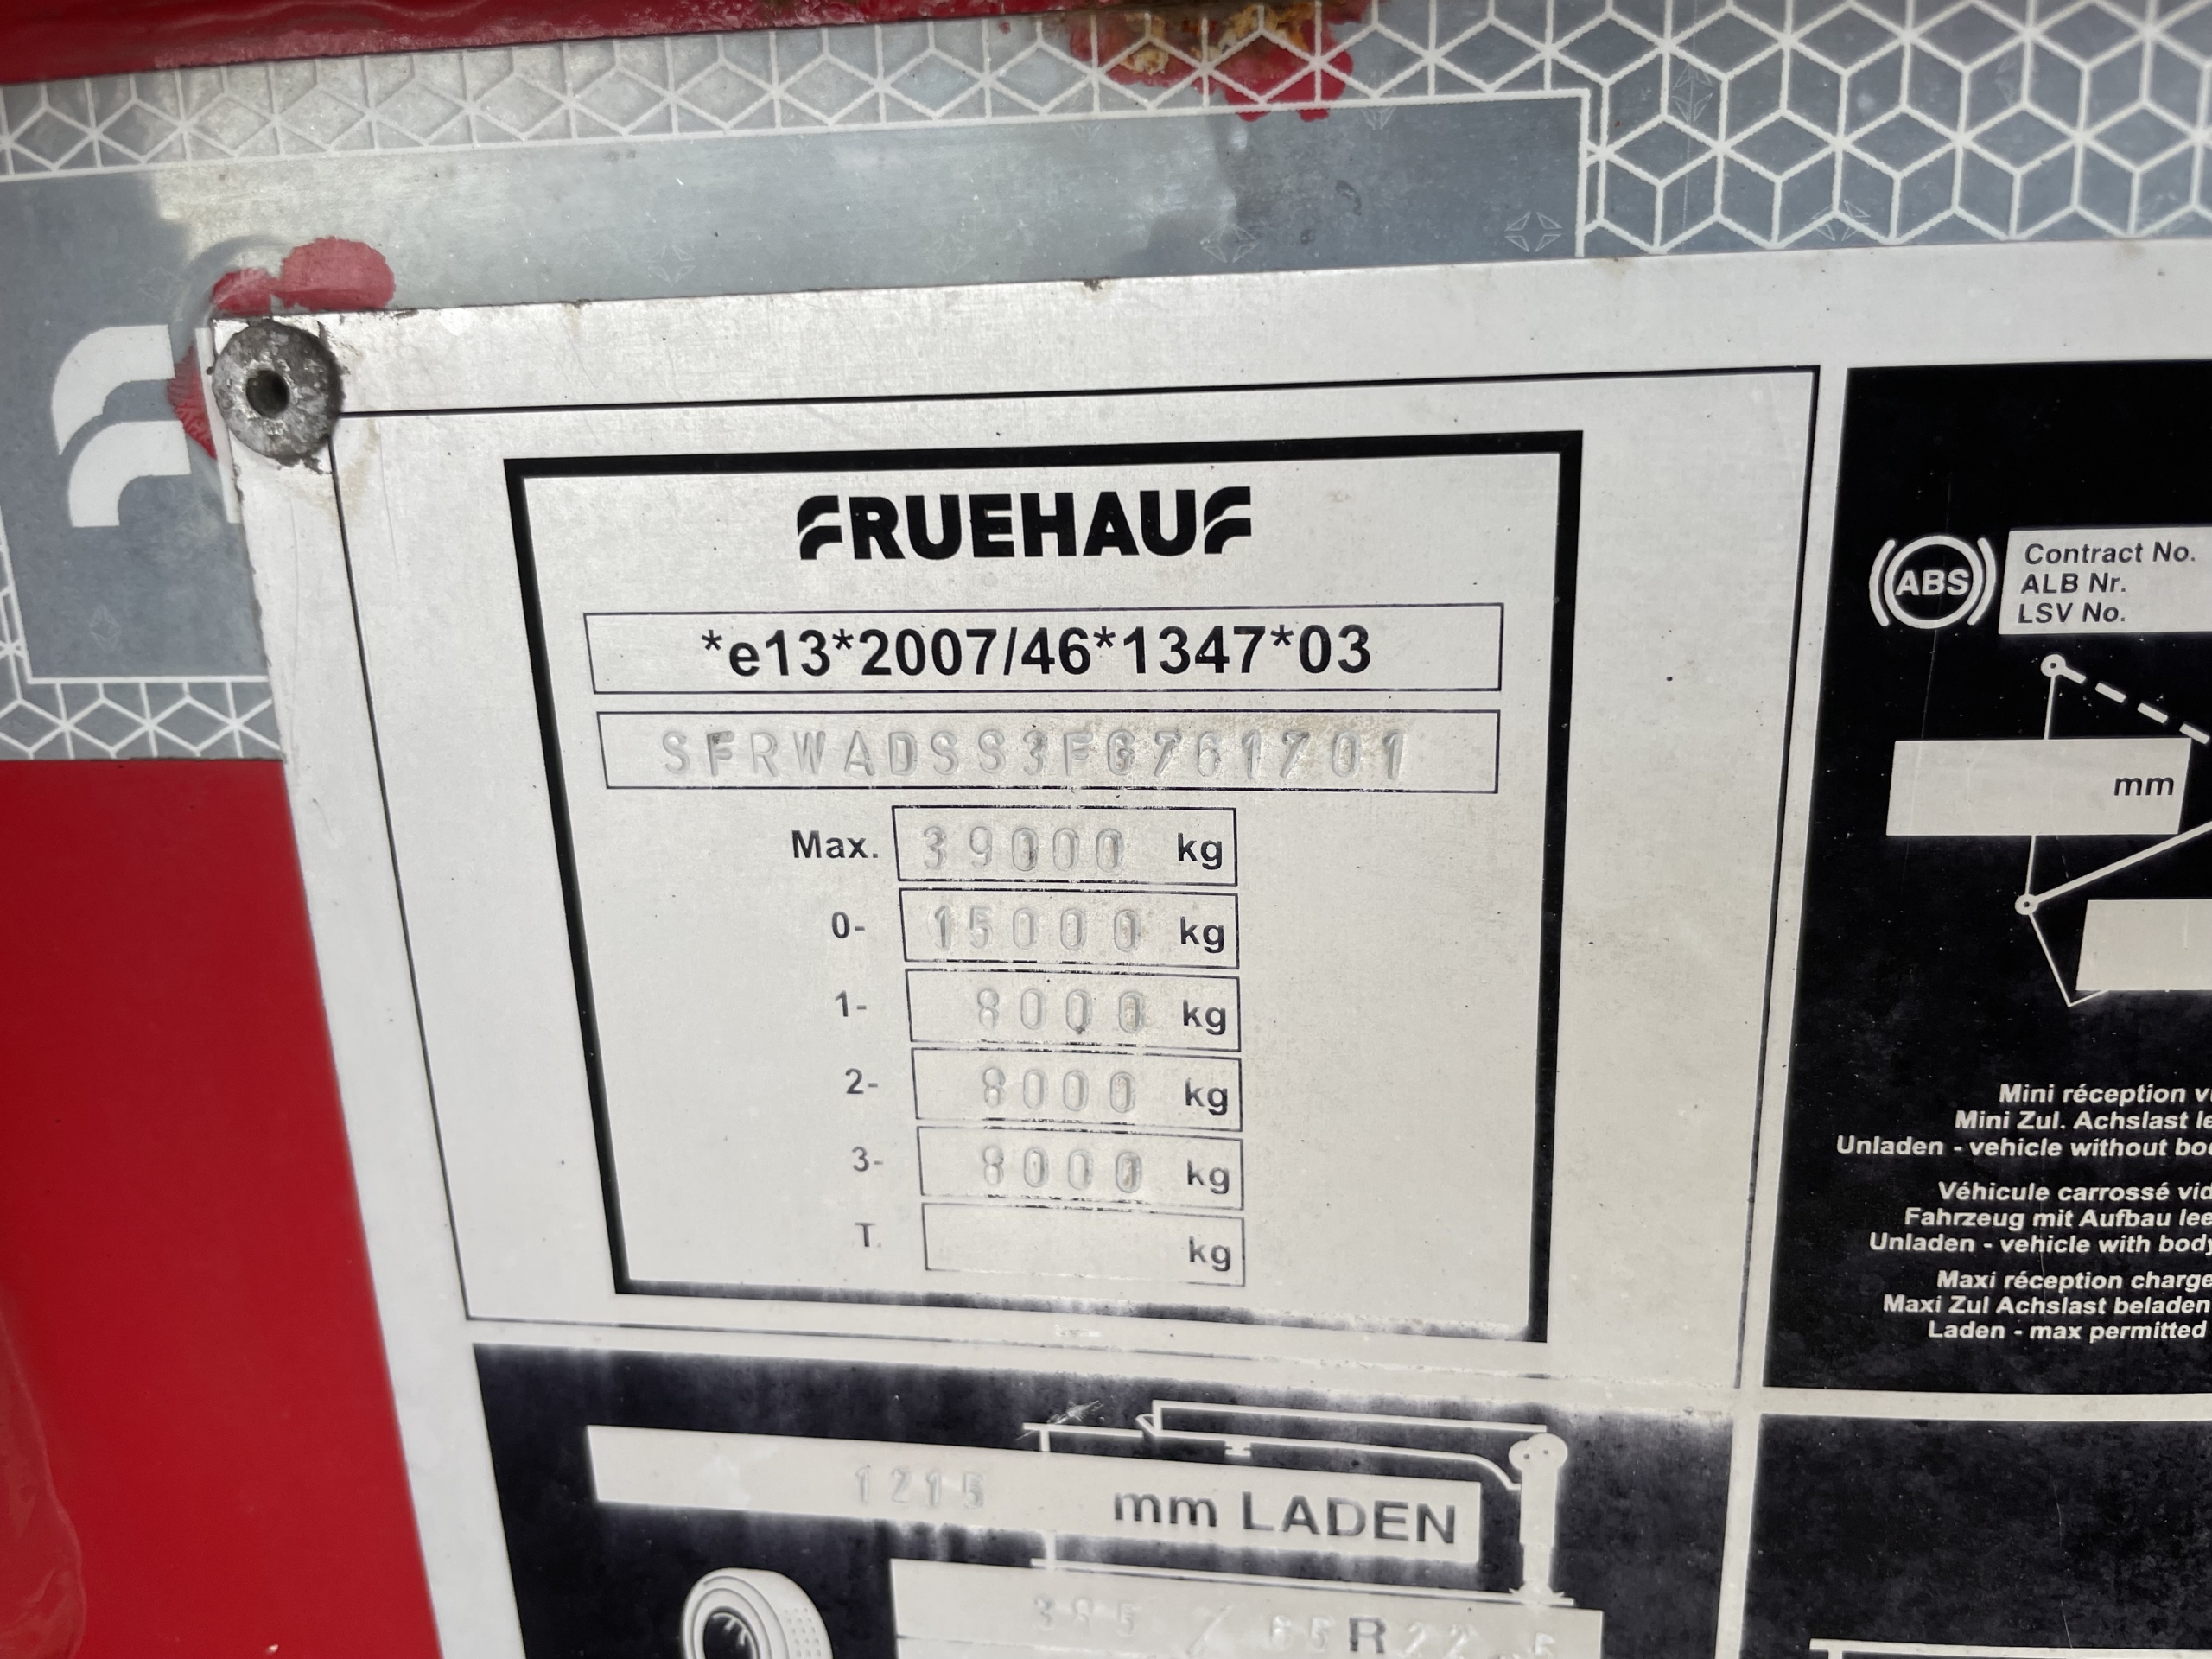 FRUEHAUF
*e13*2007/46*1347*03
SFRWADSS3FG761701
Max. 39000 kg
0- 15000 kg
1- 8000 kg
2- 8000 kg
3- 8000 kg
T. kg
1215 mm LADEN
385 / 65R22.5
ABS
Contract No.
ALB Nr.
LSV No.
mm
Mini réception
Mini Zul. Achslast
Unladen - vehicle without
Véhicule carrossé
Fahrzeug mit Aufbau
Unladen - vehicle with body
Maxi réception
Maxi Zul Achslast beladen
Laden - max permitted